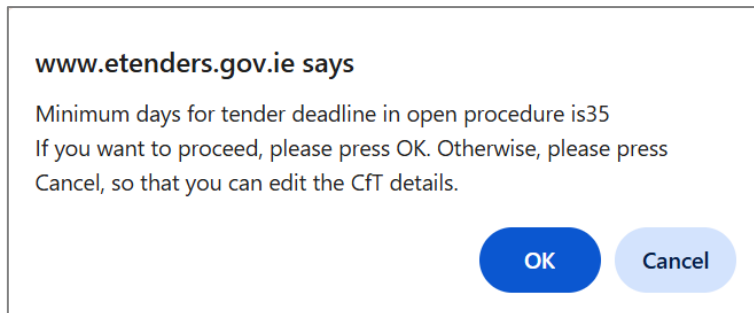 www.etenders.gov.ie says
Minimum days for tender deadline in open procedure is35
If you want to proceed, please press OK. Otherwise, please press
Cancel, so that you can edit the CfT details.
OK
Cancel